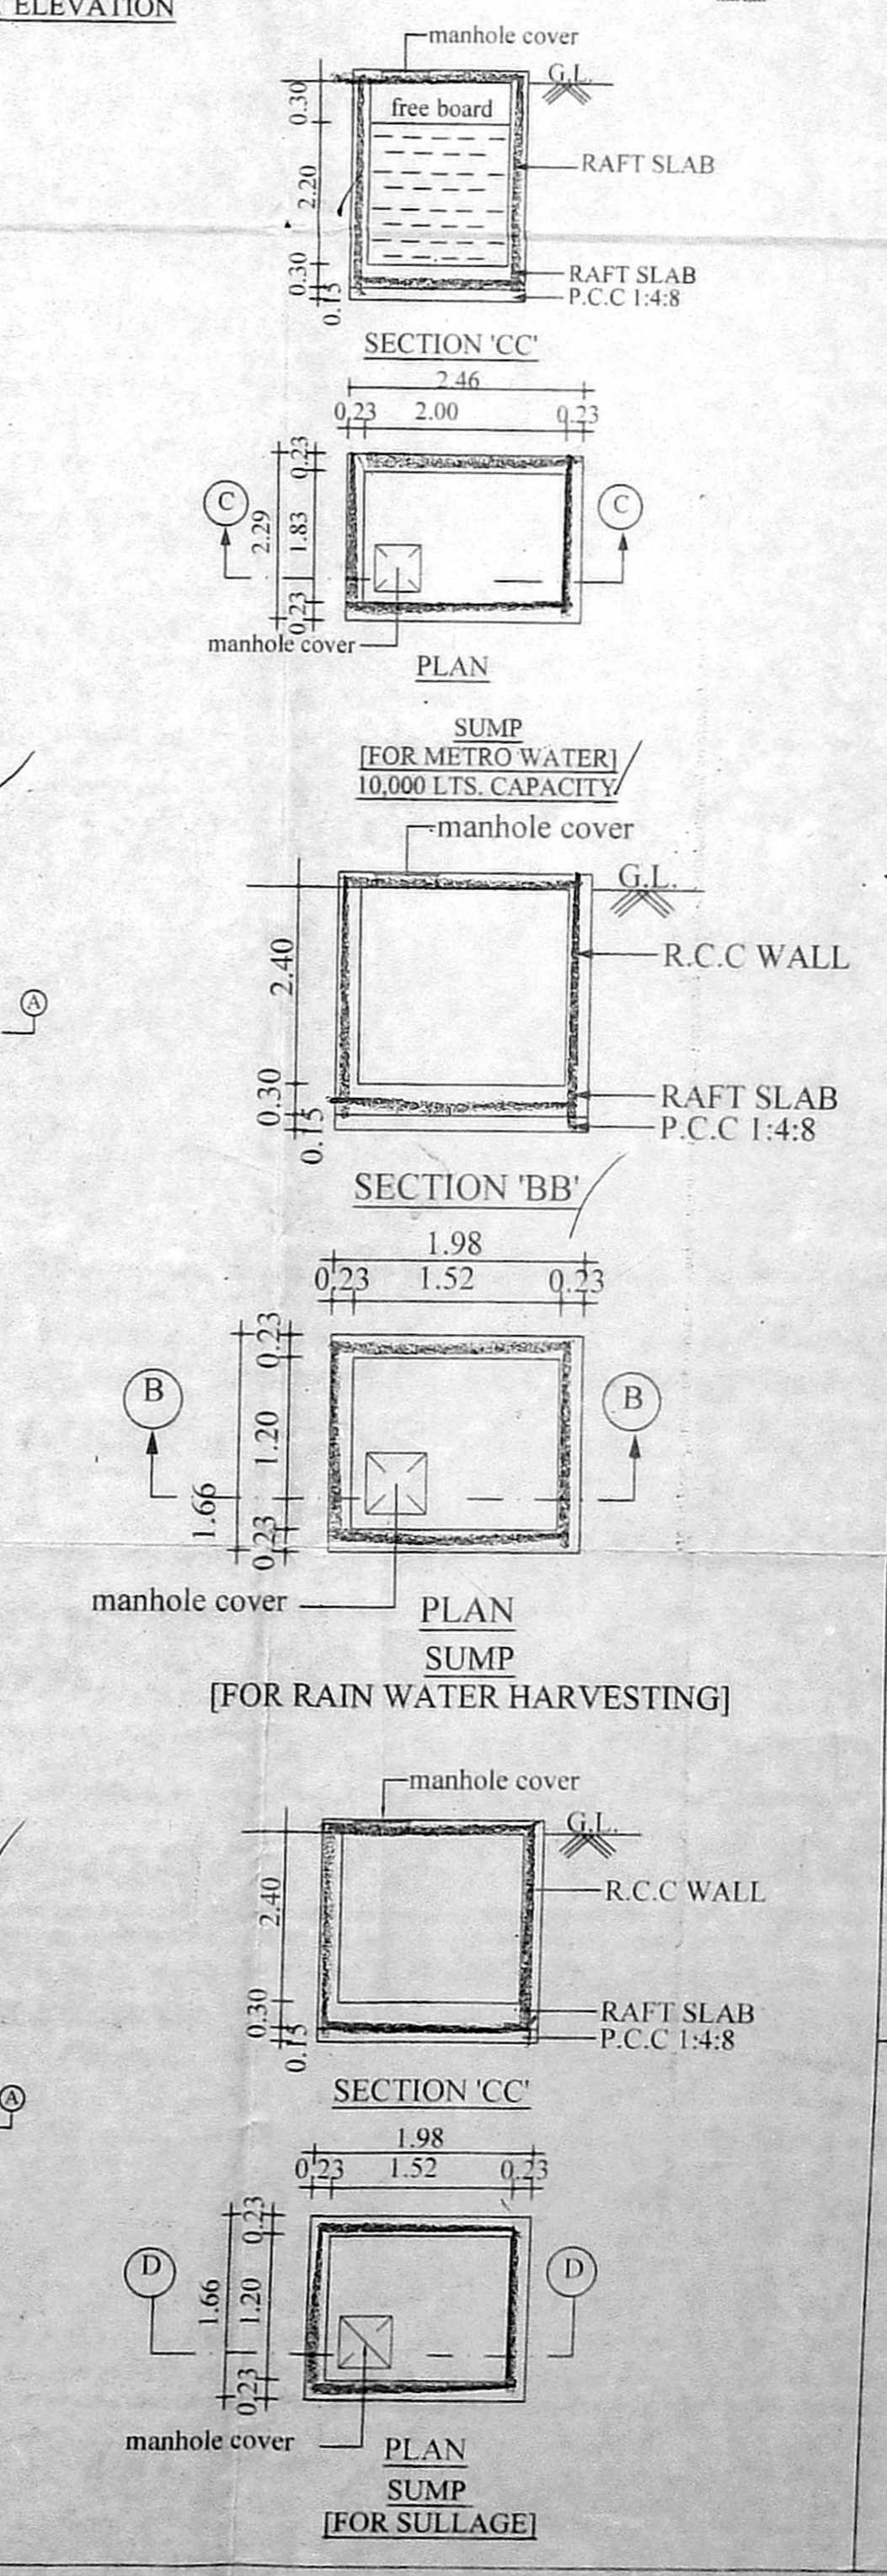 ELEVATION
manhole cover
G.L.
0.30
free board
RAFT SLAB
2.20
0.30
RAFT SLAB
0.15
P.C.C 1:4:8
SECTION 'CC'
2.46
0.23 2.00 0.23
0.23
C
C
2.29
1.83
0.23
manhole cover
PLAN
SUMP
[FOR METRO WATER]
10,000 LTS. CAPACITY
manhole cover
G.L.
2.40
R.C.C WALL
A
0.30
RAFT SLAB
0.15
P.C.C 1:4:8
SECTION 'BB'
1.98
0.23 1.52 0.23
0.23
B
B
1.20
1.66
0.23
manhole cover
PLAN
SUMP
[FOR RAIN WATER HARVESTING]
manhole cover
G.L.
2.40
R.C.C WALL
0.30
RAFT SLAB
0.15
P.C.C 1:4:8
A
SECTION 'CC'
1.98
0.23 1.52 0.23
0.23
D
D
1.66
1.20
0.23
manhole cover
PLAN
SUMP
[FOR SULLAGE]